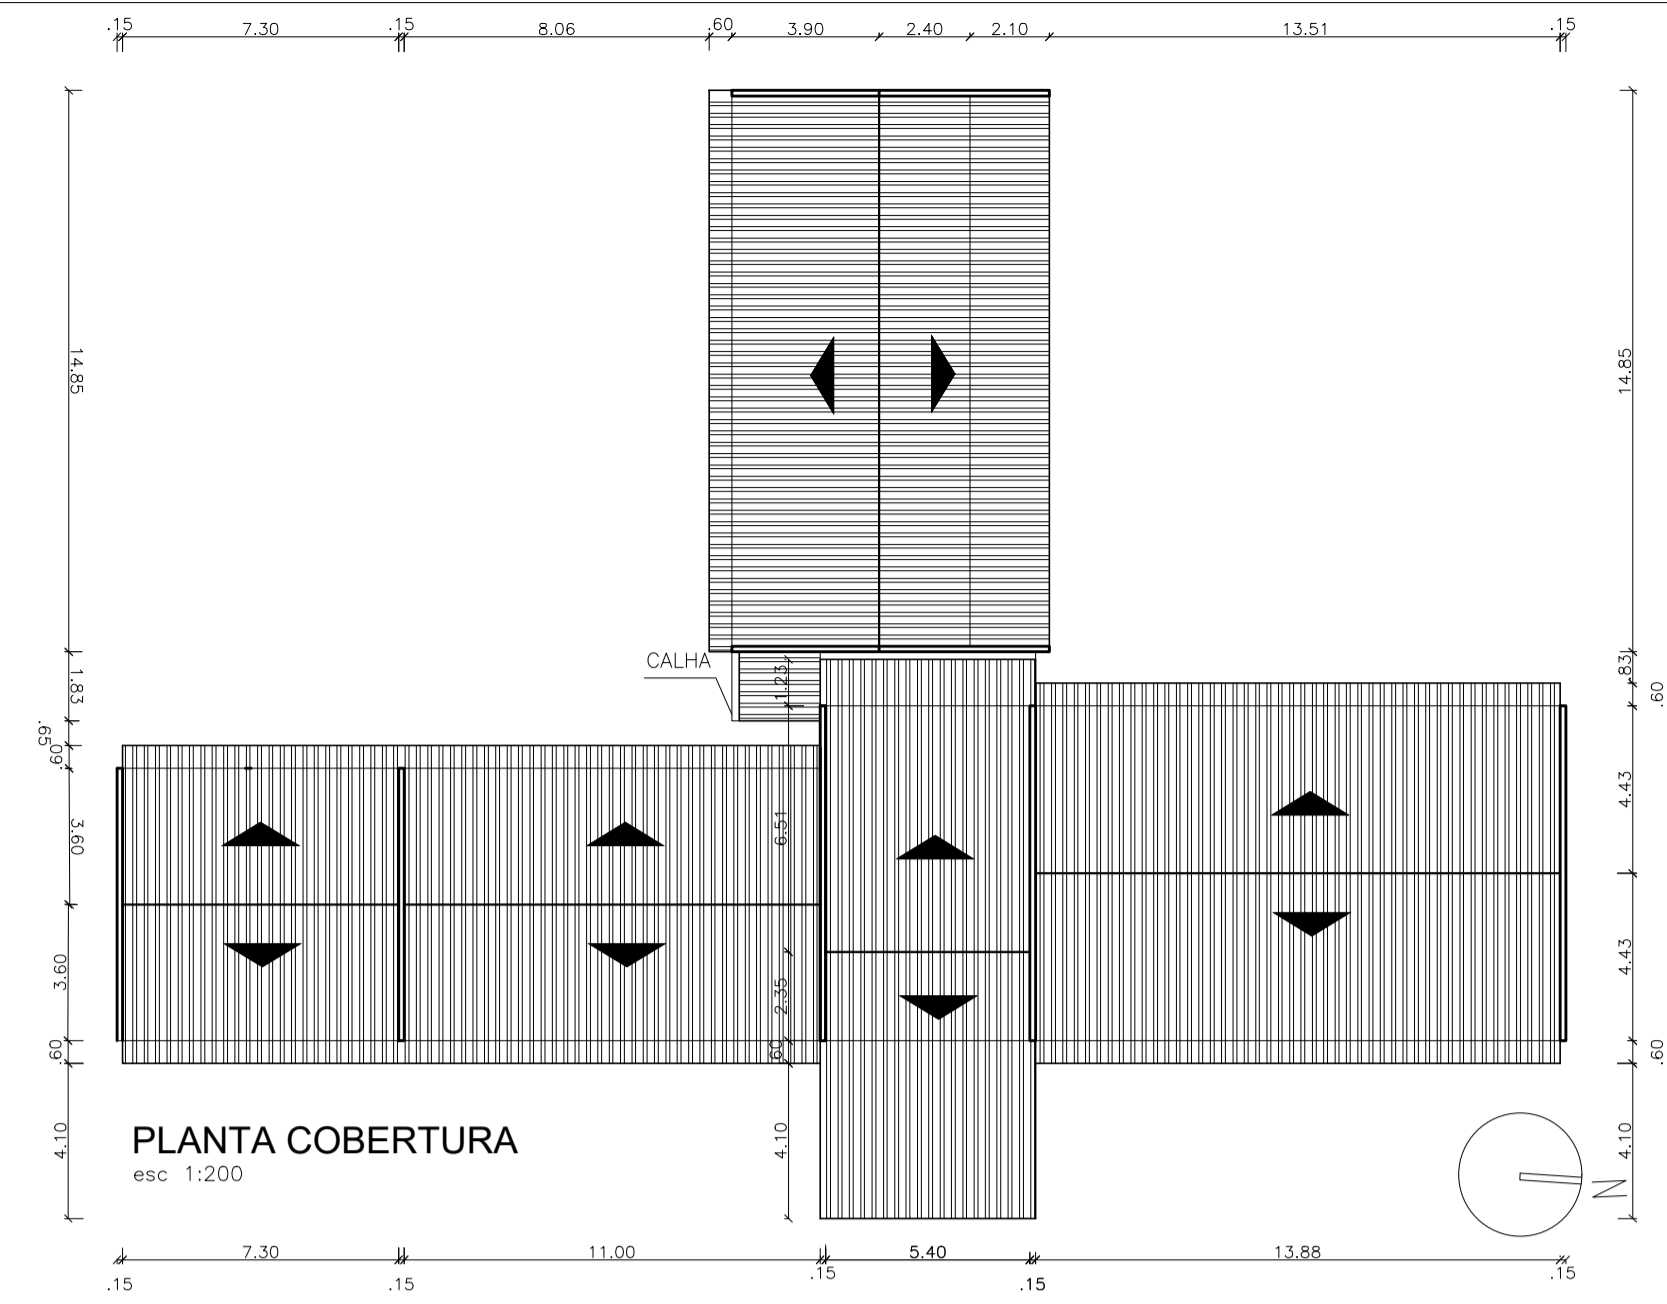 .15 7.30 .15 8.06 .60 3.90 2.40 2.10 13.51 .15
14.85
14.85
CALHA
1.23
1.83
.83
.60
.65
.60
3.60
6.51
4.43
3.60
2.35
4.43
.60
.60
.60
4.10
4.10
4.10
PLANTA COBERTURA
esc 1:200
N
7.30 11.00 5.40 13.88
.15 .15 .15 .15 .15